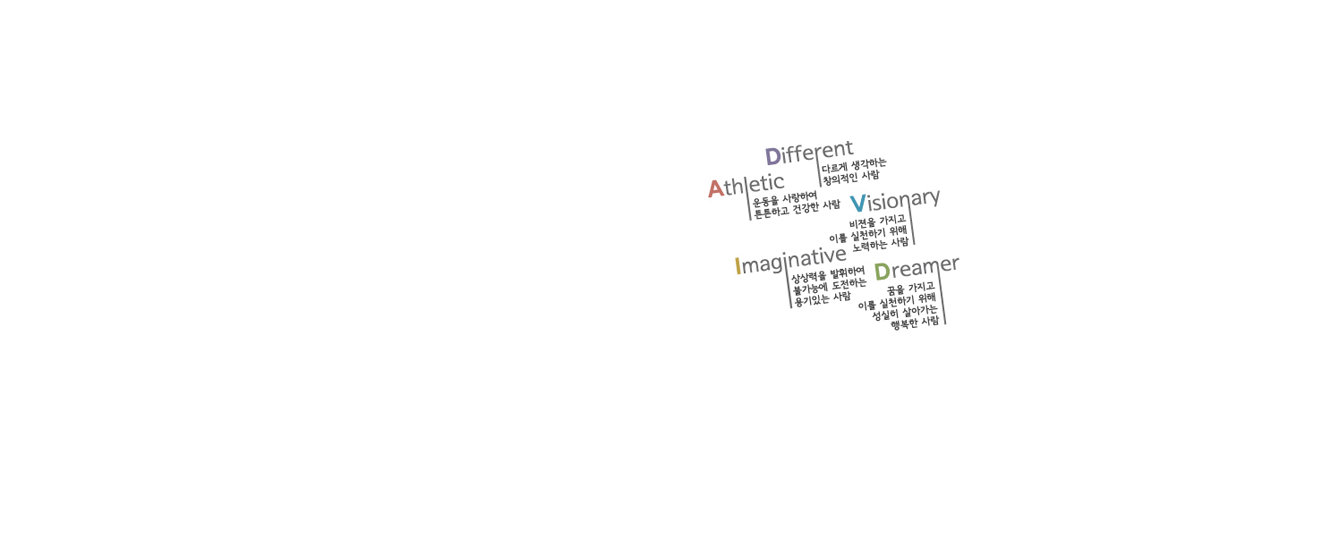 Different
다르게 생각하는
창의적인 사람
Athletic
운동을 사랑하여
튼튼하고 건강한 사람
Visionary
비젼을 가지고
이를 실천하기 위해
노력하는 사람
Imaginative
상상력을 발휘하여
불가능에 도전하는
용기있는 사람
Dreamer
꿈을 가지고
이를 실천하기 위해
성실히 살아가는
행복한 사람